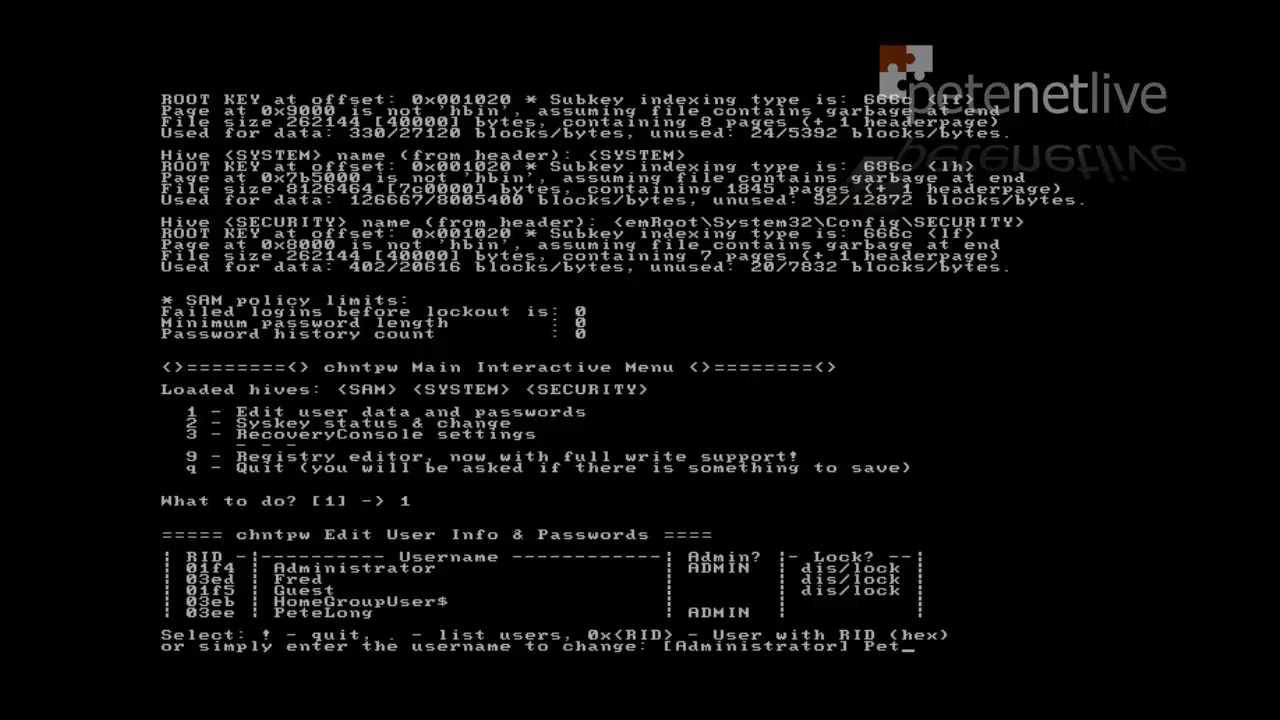 petenetlive
ROOT KEY at offset: 0x001020 * Subkey indexing type is: 666c <lf>
Page at 0x9000 is not 'hbin', assuming file contains garbage at end
File size 262144 [40000] bytes, containing 8 pages (+ 1 headerpage)
Used for data: 330/27120 blocks/bytes, unused: 24/5392 blocks/bytes.
Hive <SYSTEM> name (from header): <SYSTEM>
ROOT KEY at offset: 0x001020 * Subkey indexing type is: 686c <lh>
Page at 0x7b5000 is not 'hbin', assuming file contains garbage at end
File size 8126464 [7c0000] bytes, containing 1845 pages (+ 1 headerpage)
Used for data: 126667/8005400 blocks/bytes, unused: 92/12872 blocks/bytes.
Hive <SECURITY> name (from header): <emRoot\System32\Config\SECURITY>
ROOT KEY at offset: 0x001020 * Subkey indexing type is: 666c <lf>
Page at 0x8000 is not 'hbin', assuming file contains garbage at end
File size 262144 [40000] bytes, containing 7 pages (+ 1 headerpage)
Used for data: 402/20616 blocks/bytes, unused: 20/7832 blocks/bytes.
* SAM policy limits:
Failed logins before lockout is: 0
Minimum password length : 0
Password history count : 0
<>========<> chntpw Main Interactive Menu <>========<>
Loaded hives: <SAM> <SYSTEM> <SECURITY>
1 - Edit user data and passwords
2 - Syskey status & change
3 - RecoveryConsole settings
- - -
9 - Registry editor, now with full write support!
q - Quit (you will be asked if there is something to save)
What to do? [1] -> 1
===== chntpw Edit User Info & Passwords ====
| RID -|---------- Username ------------| Admin? |- Lock? --|
| 01f4 | Administrator | ADMIN | dis/lock |
| 03ed | Fred | | dis/lock |
| 01f5 | Guest | | dis/lock |
| 03eb | HomeGroupUser$ | | |
| 03ee | PeteLong | ADMIN | |
Select: ! - quit, . - list users, 0x<RID> - User with RID (hex)
or simply enter the username to change: [Administrator] Pet_